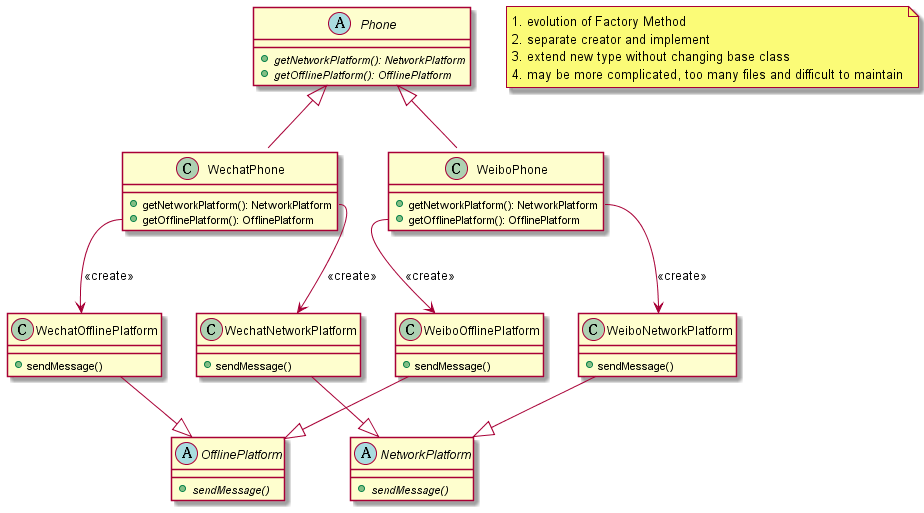 A Phone
getNetworkPlatform(): NetworkPlatform
getOfflinePlatform(): OfflinePlatform
1. evolution of Factory Method
2. separate creator and implement
3. extend new type without changing base class
4. may be more complicated, too many files and difficult to maintain
C WechatPhone
getNetworkPlatform(): NetworkPlatform
getOfflinePlatform(): OfflinePlatform
C WeiboPhone
getNetworkPlatform(): NetworkPlatform
getOfflinePlatform(): OfflinePlatform
«create»
«create»
«create»
«create»
C WechatOfflinePlatform
sendMessage()
C WechatNetworkPlatform
sendMessage()
C WeiboOfflinePlatform
sendMessage()
C WeiboNetworkPlatform
sendMessage()
A OfflinePlatform
sendMessage()
A NetworkPlatform
sendMessage()